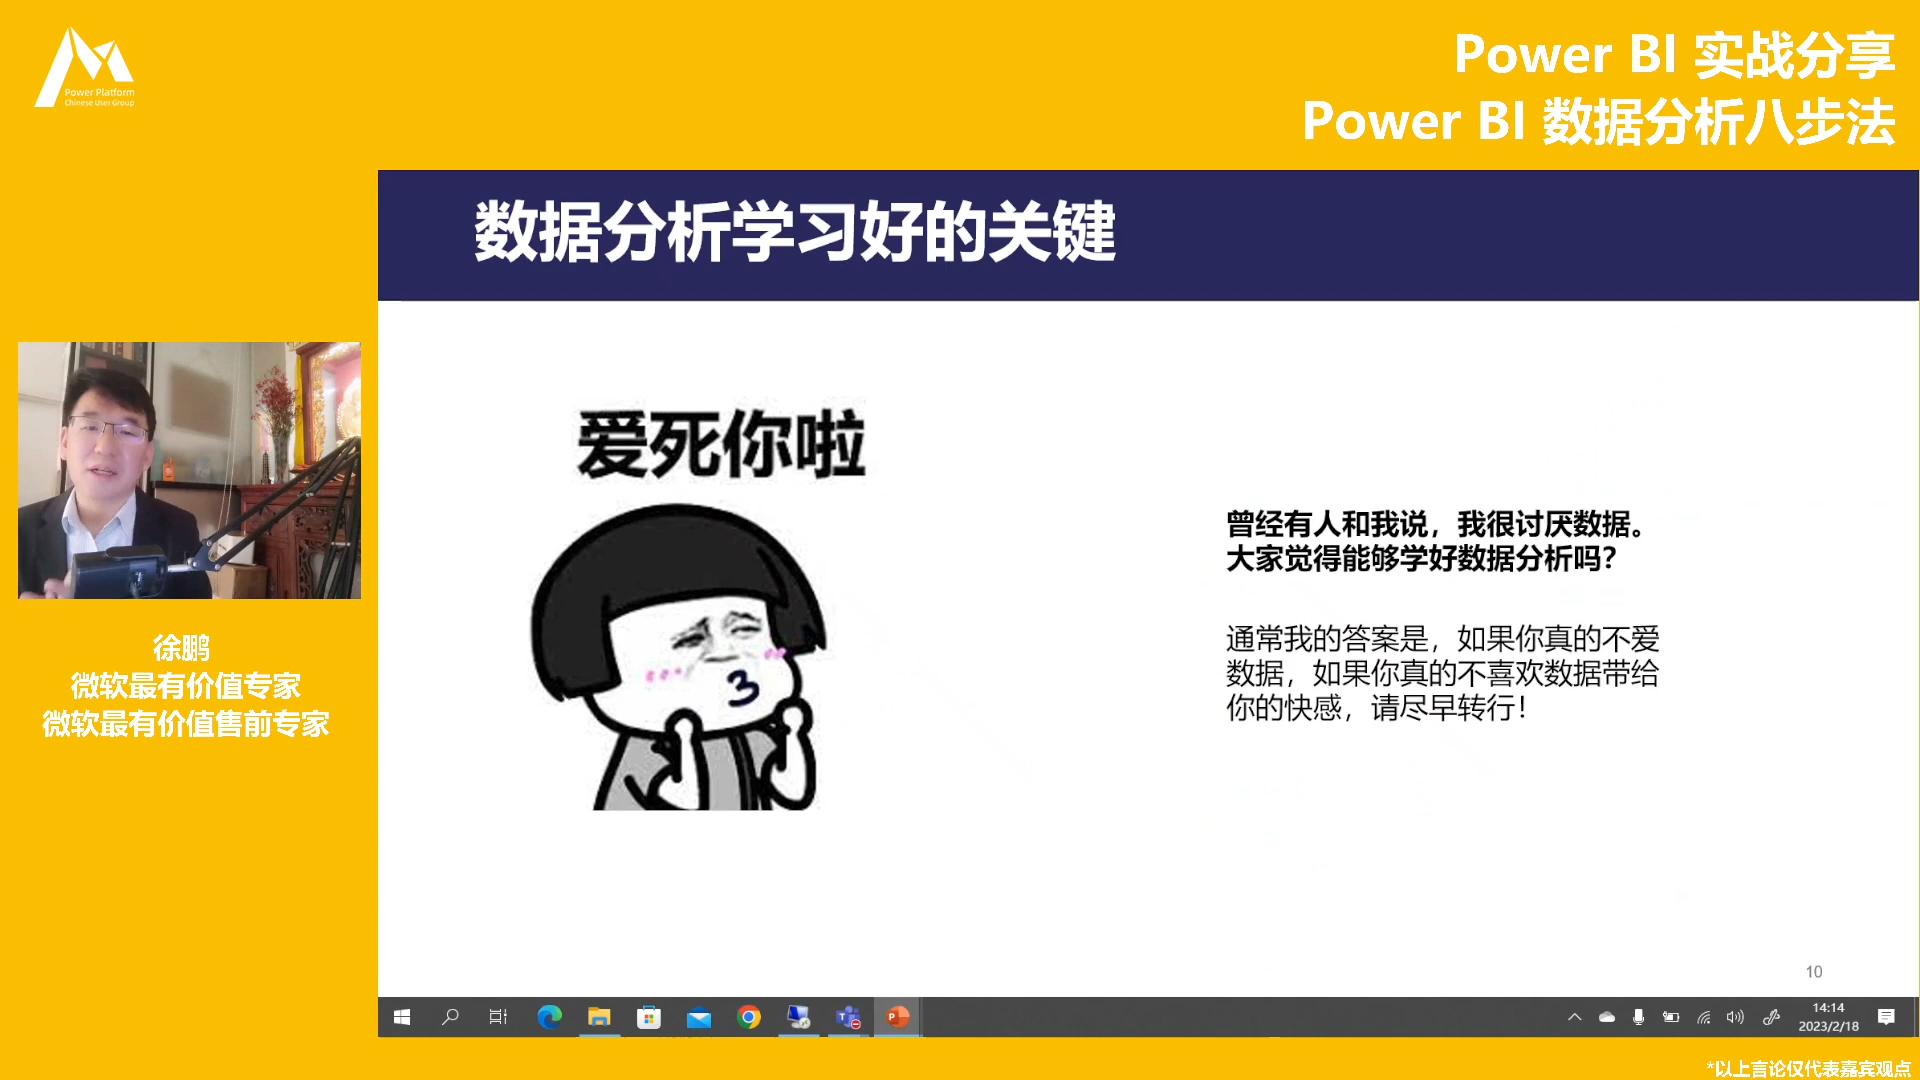 Power Platform
Chinese User Group
Power BI 实战分享
Power BI 数据分析八步法
数据分析学习好的关键
爱死你啦
曾经有人和我说，我很讨厌数据。
大家觉得能够学好数据分析吗？
通常我的答案是，如果你真的不爱
数据，如果你真的不喜欢数据带给
你的快感，请尽早转行！
徐鹏
微软最有价值专家
微软最有价值售前专家
10
14:14
2023/2/18
*以上言论仅代表嘉宾观点